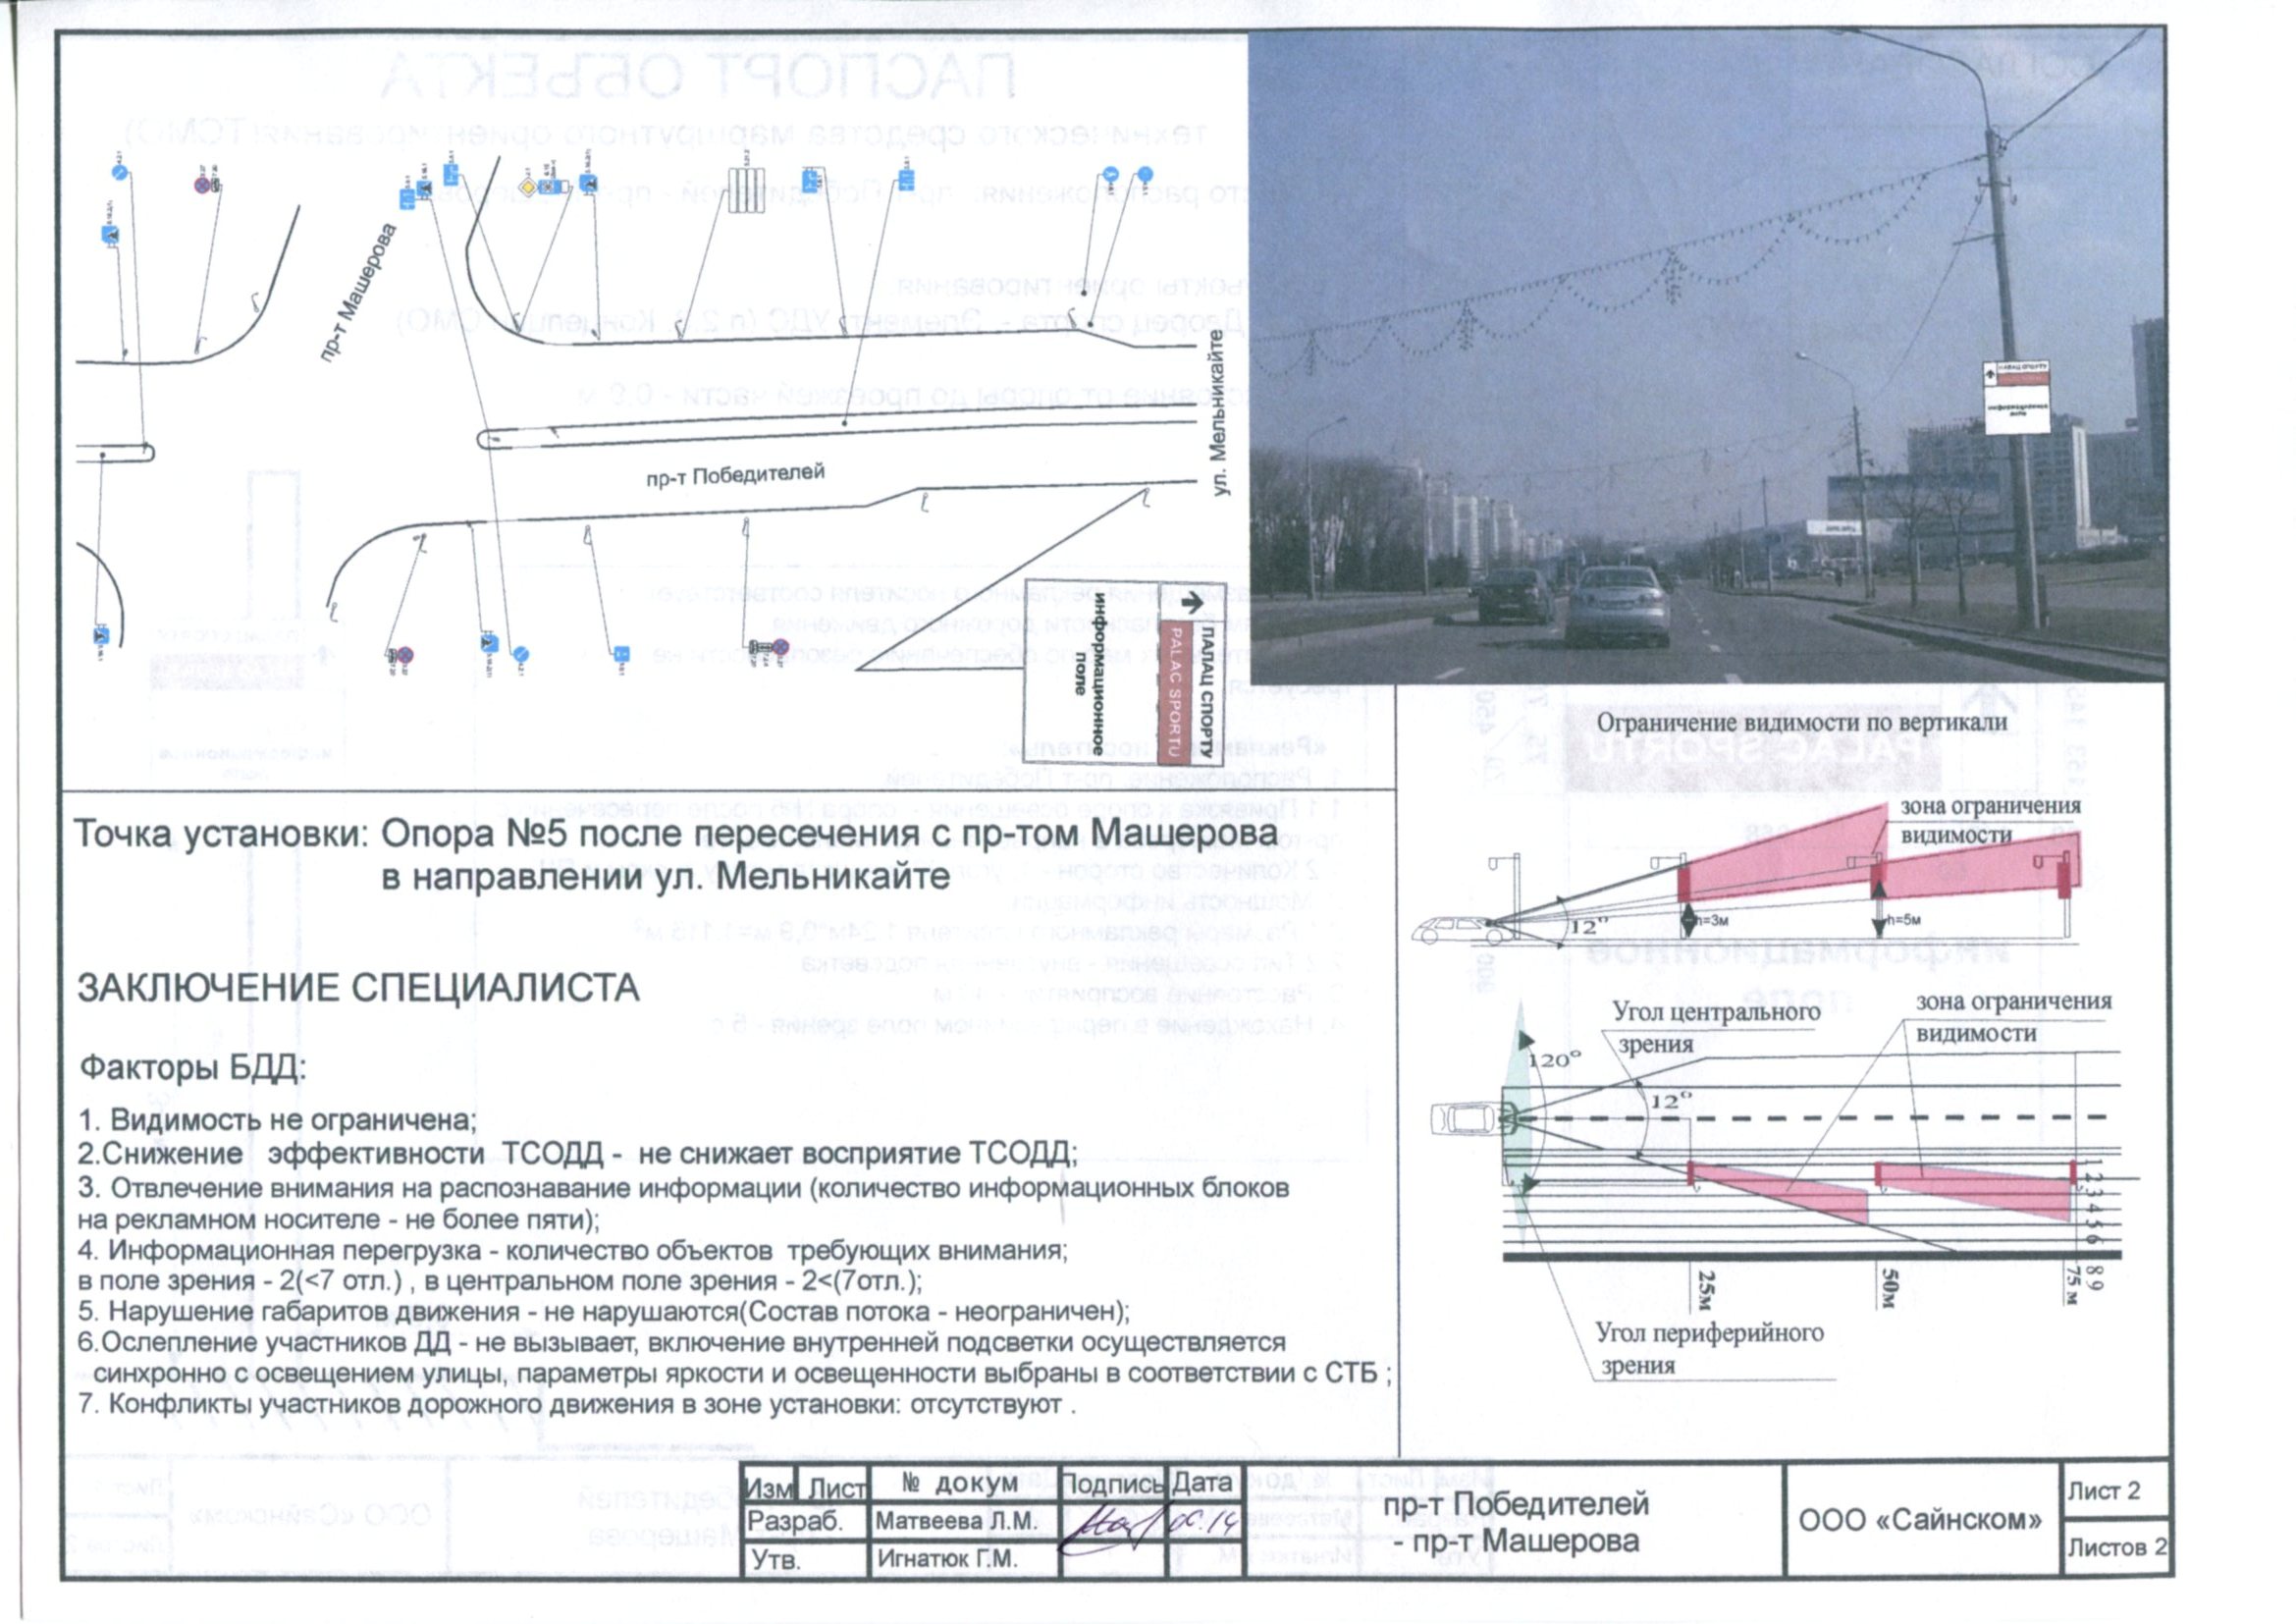 пр-т Машерова
ул. Мельникайте
пр-т Победителей
ПАЛАЦ СПОРТУ
PALAC SPORTU
информационное
поле
Точка установки: Опора №5 после пересечения с пр-том Машерова
в направлении ул. Мельникайте
ЗАКЛЮЧЕНИЕ СПЕЦИАЛИСТА
Факторы БДД:
1. Видимость не ограничена;
2.Снижение эффективности ТСОДД - не снижает восприятие ТСОДД;
3. Отвлечение внимания на распознавание информации (количество информационных блоков
на рекламном носителе - не более пяти);
4. Информационная перегрузка - количество объектов требующих внимания;
в поле зрения - 2(<7 отл.) , в центральном поле зрения - 2<(7отл.);
5. Нарушение габаритов движения - не нарушаются(Состав потока - неограничен);
6.Ослепление участников ДД - не вызывает, включение внутренней подсветки осуществляется
синхронно с освещением улицы, параметры яркости и освещенности выбраны в соответствии с СТБ ;
7. Конфликты участников дорожного движения в зоне установки: отсутствуют .
Ограничение видимости по вертикали
зона ограничения
видимости
12°
h=3м
h=5м
Угол центрального
зрения
зона ограничения
видимости
120°
12°
1 2 3 4 5 6 8 9
25м
50м
75 м
Угол периферийного
зрения
Изм Лист № докум Подпись Дата
Разраб. Матвеева Л.М.
Утв. Игнатюк Г.М.
пр-т Победителей
- пр-т Машерова
ООО «Сайнском»
Лист 2
Листов 2